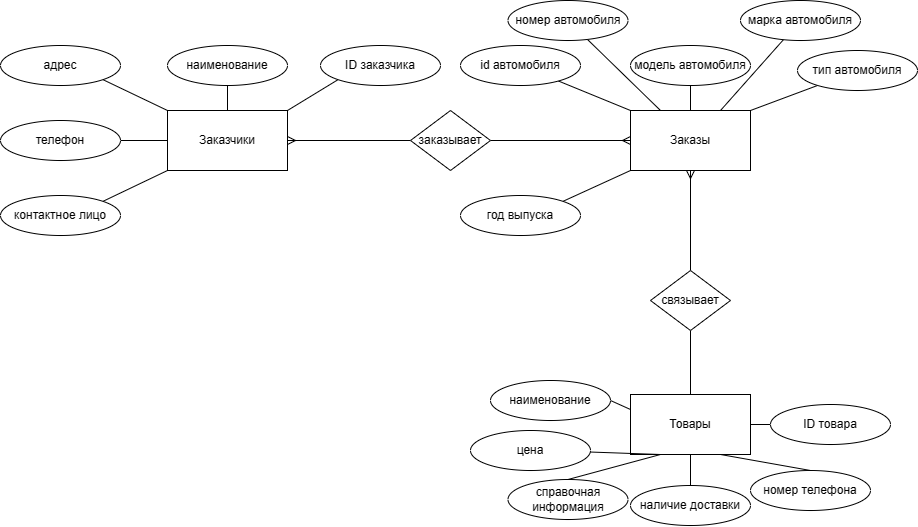 номер автомобиля
марка автомобиля
адрес
наименование
ID заказчика
id автомобиля
модель автомобиля
тип автомобиля
телефон
Заказчики
заказывает
Заказы
контактное лицо
год выпуска
связывает
наименование
Товары
ID товара
цена
справочная
информация
наличие доставки
номер телефона